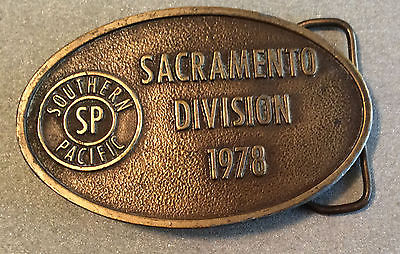 SOUTHERN
SP
PACIFIC
SACRAMENTO
DIVISION
1978